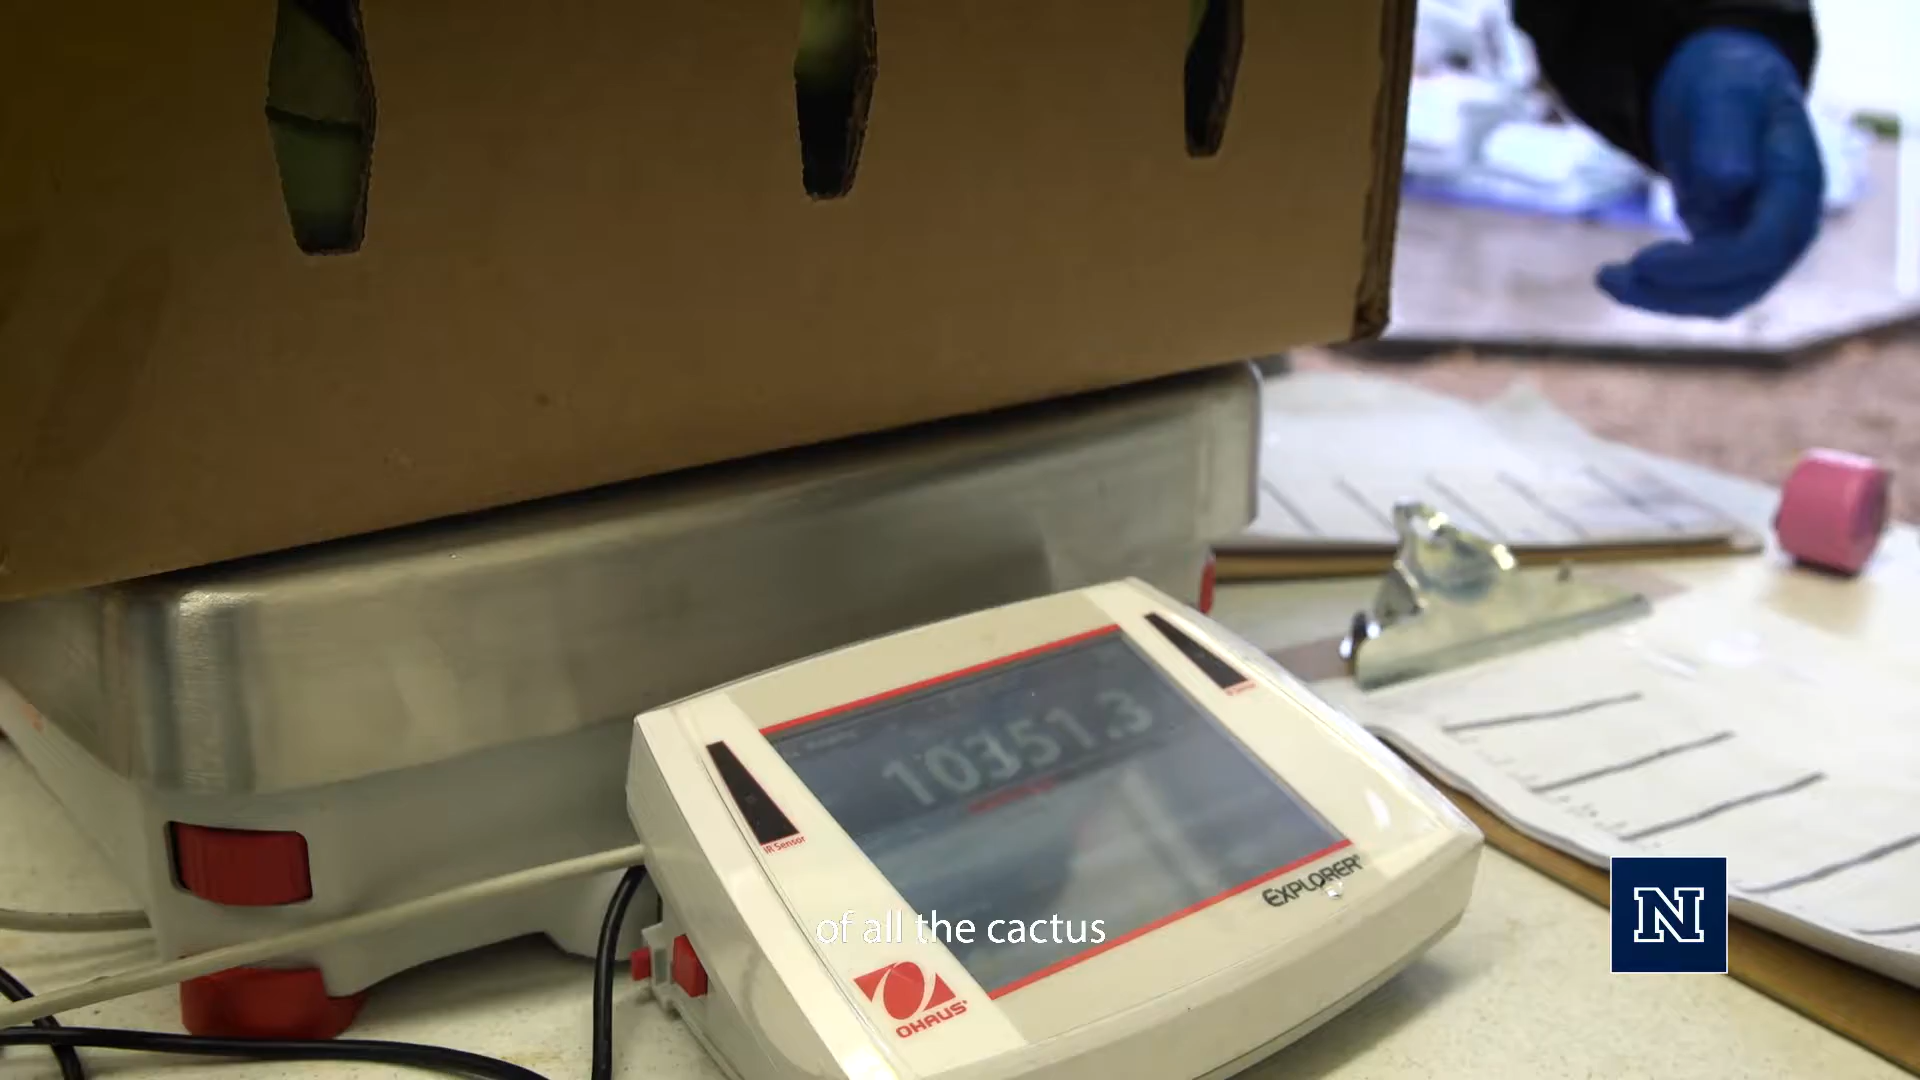 10351.3
IR Sensor
EXPLORER
of all the cactus
OHAUS
N